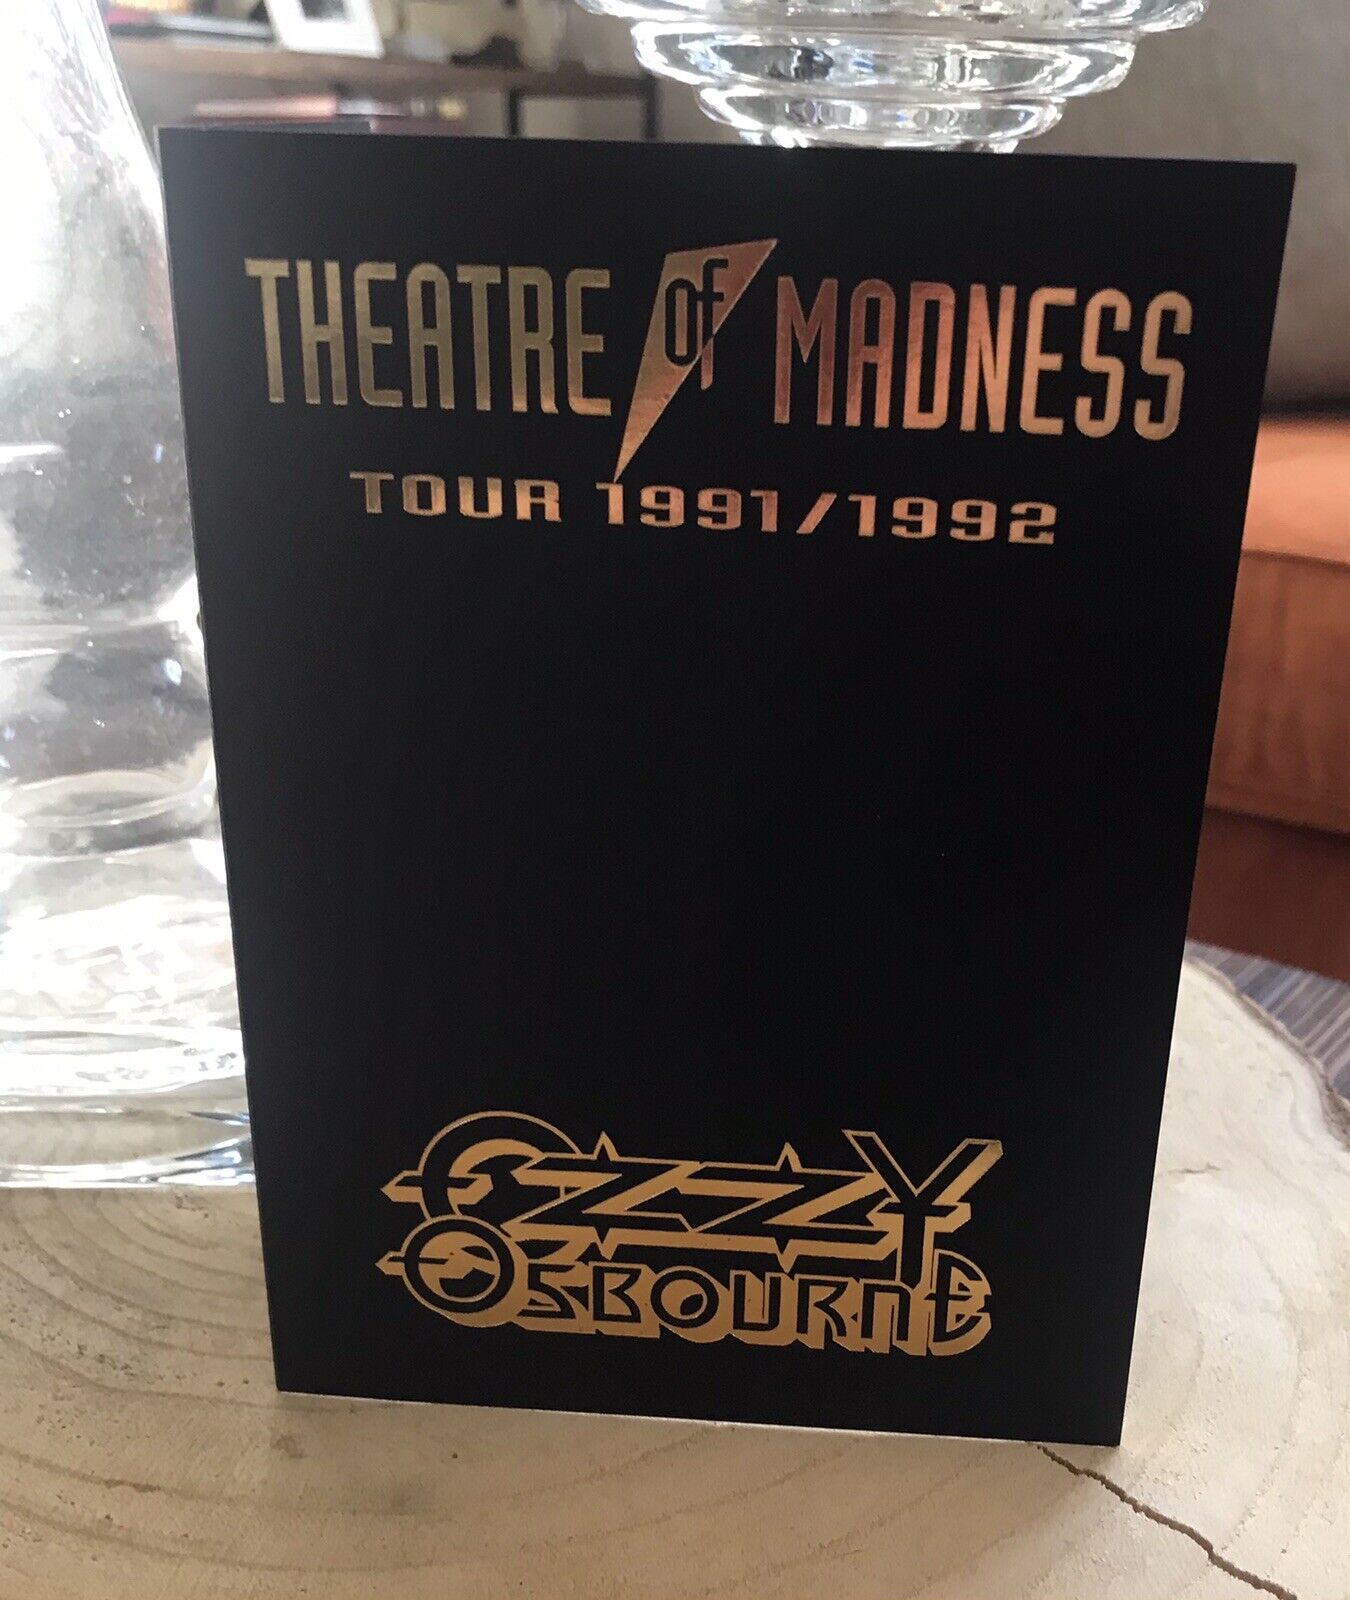 THEATRE of MADNESS
TOUR 1991/1992
OZZY
OSBOURNE